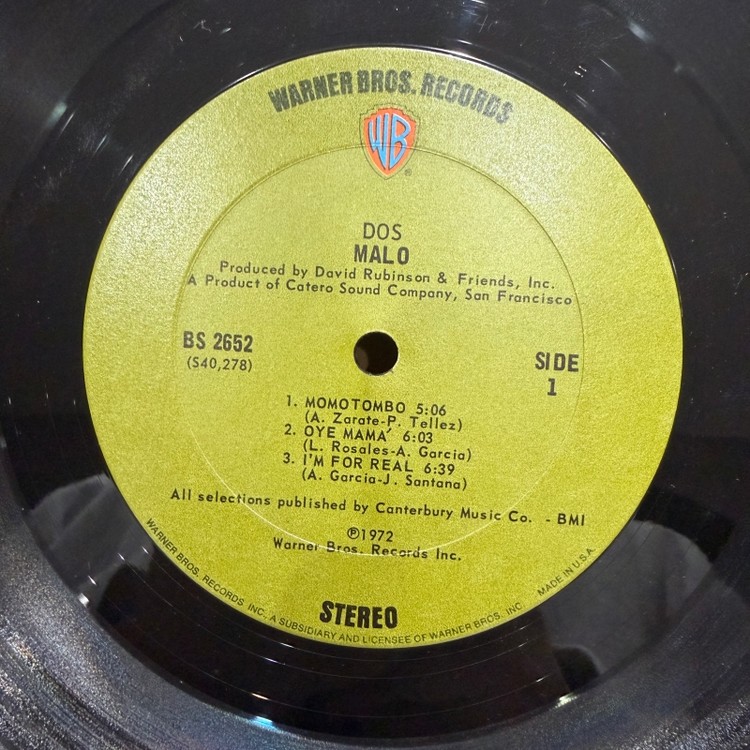 WARNER BROS. RECORDS
WB
®
DOS
MALO
Produced by David Rubinson & Friends, Inc.
A Product of Catero Sound Company, San Francisco
BS 2652
(S40,278)
SIDE
1
1. MOMOTOMBO 5:06
(A. Zarate-P. Tellez)
2. OYE MAMA´ 6:03
(L. Rosales-A. Garcia)
3. I'M FOR REAL 6:39
(A. Garcia-J. Santana)
All selections published by Canterbury Music Co. - BMI
℗1972
Warner Bros. Records Inc.
STEREO
WARNER BROS. RECORDS INC. A SUBSIDIARY AND LICENSEE OF WARNER BROS. INC. MADE IN U.S.A.